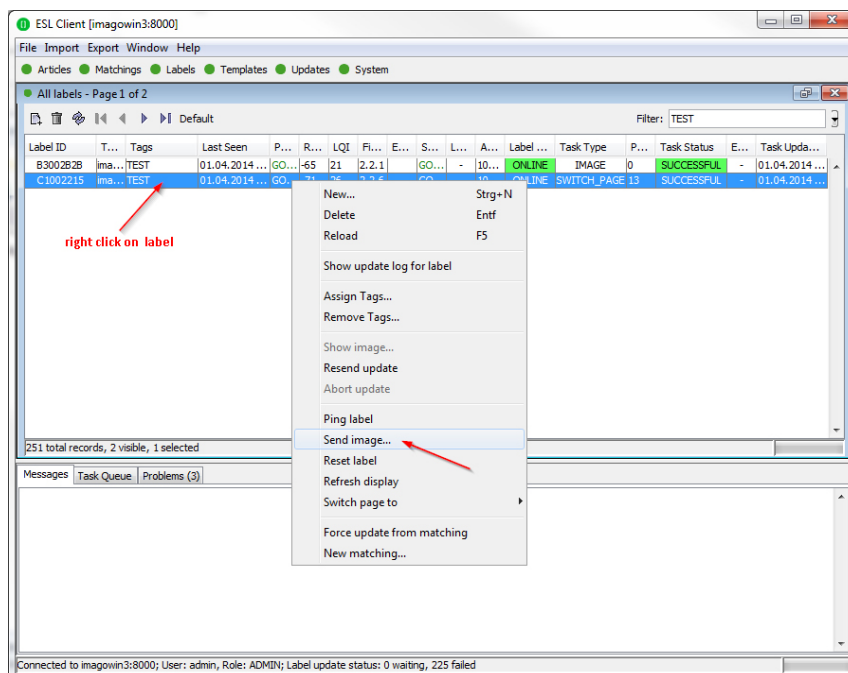 ESL Client [imagowin3:8000]
File Import Export Window Help
Articles Matchings Labels Templates Updates System
All labels - Page 1 of 2
Default Filter: TEST
Label ID T... Tags Last Seen P... R... LQI Fi... E... S... L... A... Label ... Task Type P... Task Status E... Task Upda...
B3002B2B ima... TEST 01.04.2014 ... GO... -65 21 2.2.1 GO... - 10... ONLINE IMAGE 0 SUCCESSFUL - 01.04.2014 ...
C1002215 ima... TEST 01.04.2014 ... GO... ONLINE SWITCH_PAGE 13 SUCCESSFUL - 01.04.2014 ...
right click on label
New... Strg+N
Delete Entf
Reload F5
Show update log for label
Assign Tags...
Remove Tags...
Show image...
Resend update
Abort update
Ping label
Send image...
Reset label
Refresh display
Switch page to
Force update from matching
New matching...
251 total records, 2 visible, 1 selected
Messages Task Queue Problems (3)
Connected to imagowin3:8000; User: admin, Role: ADMIN; Label update status: 0 waiting, 225 failed